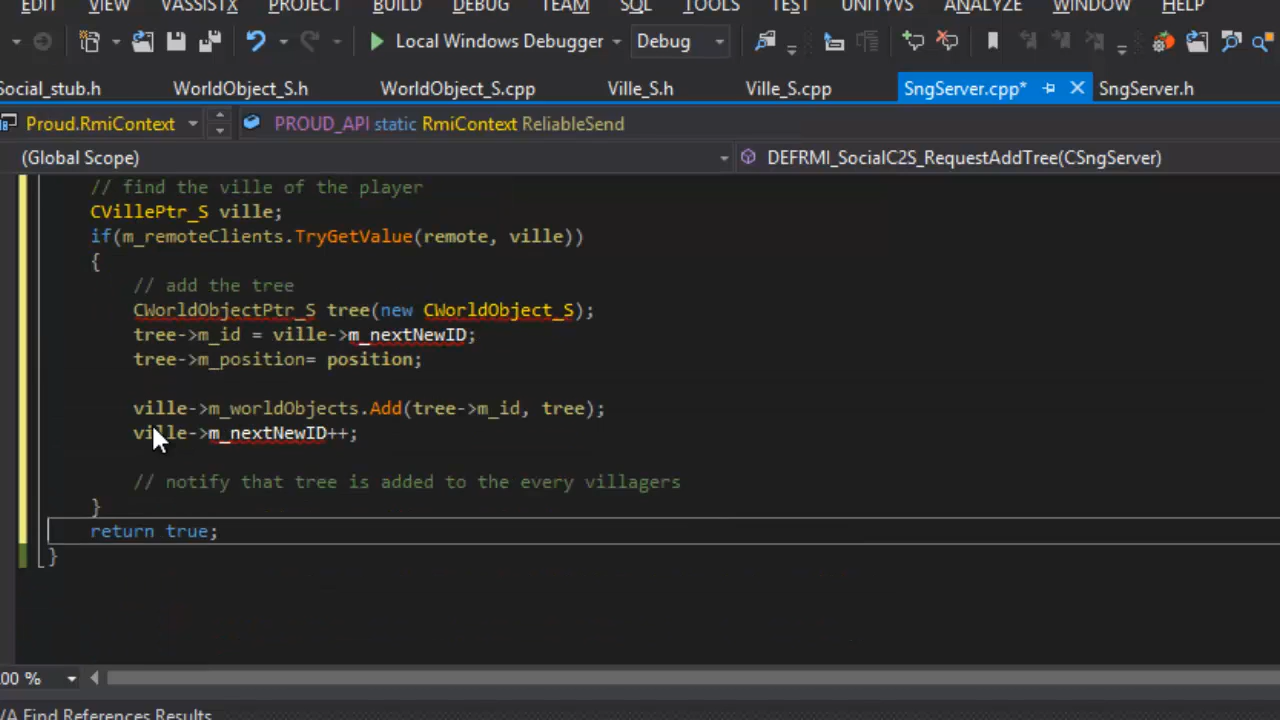 EDIT VIEW VASSISTX PROJECT BUILD DEBUG TEAM SQL TOOLS TEST UNITYVS ANALYZE WINDOW HELP
Local Windows Debugger Debug
Social_stub.h WorldObject_S.h WorldObject_S.cpp Ville_S.h Ville_S.cpp SngServer.cpp* SngServer.h
Proud.RmiContext PROUD_API static RmiContext ReliableSend
(Global Scope) DEFRMI_SocialC2S_RequestAddTree(CSngServer)
// find the ville of the player
CVillePtr_S ville;
if(m_remoteClients.TryGetValue(remote, ville))
{
// add the tree
CWorldObjectPtr_S tree(new CWorldObject_S);
tree->m_id = ville->m_nextNewID;
tree->m_position= position;
ville->m_worldObjects.Add(tree->m_id, tree);
ville->m_nextNewID++;
// notify that tree is added to the every villagers
}
return true;
}
00 %
/A Find References Results